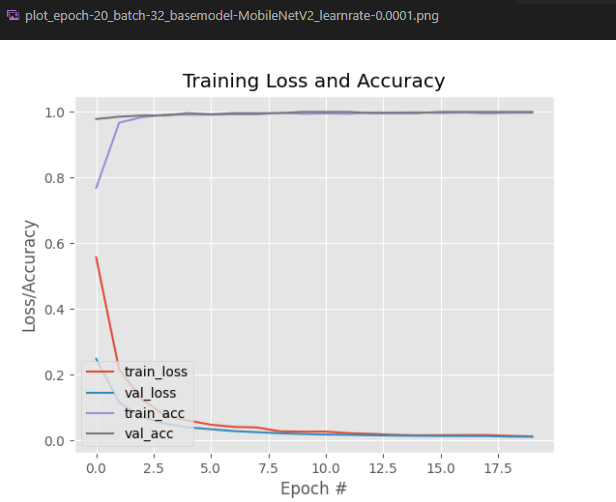 plot_epoch-20_batch-32_basemodel-MobileNetV2_learnrate-0.0001.png
Training Loss and Accuracy
1.0
0.8
0.6
0.4
0.2
0.0
Loss/Accuracy
train_loss
val_loss
train_acc
val_acc
0.0 2.5 5.0 7.5 10.0 12.5 15.0 17.5
Epoch #